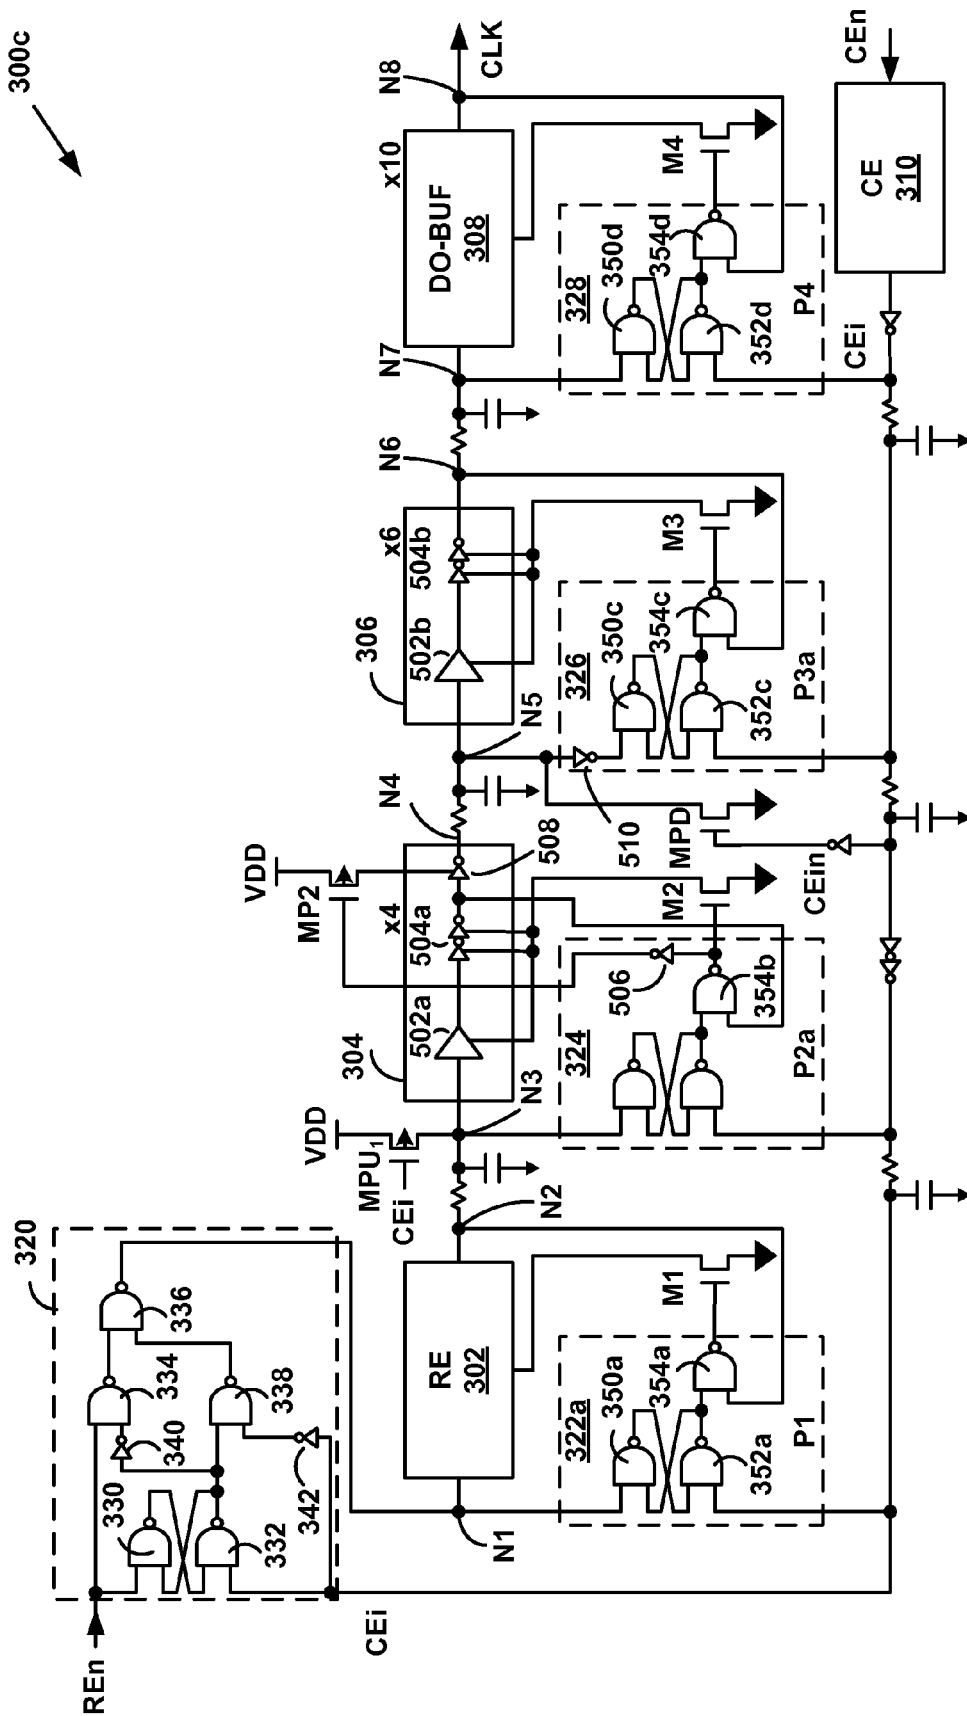 300c
320
REn
CEi
330
332
334
336
338
340
342
N1
RE
302
N2
322a
350a
352a
354a
P1
M1
VDD
MPU1
CEi
N3
304
502a
504a
x4
508
VDD
MP2
N4
324
506
354b
P2a
M2
N5
306
502b
504b
x6
510
MPD
CEin
326
350c
352c
354c
P3a
M3
N6
N7
DO-BUF
308
x10
N8
CLK
328
350d
352d
354d
P4
M4
CEi
CE
310
CEn